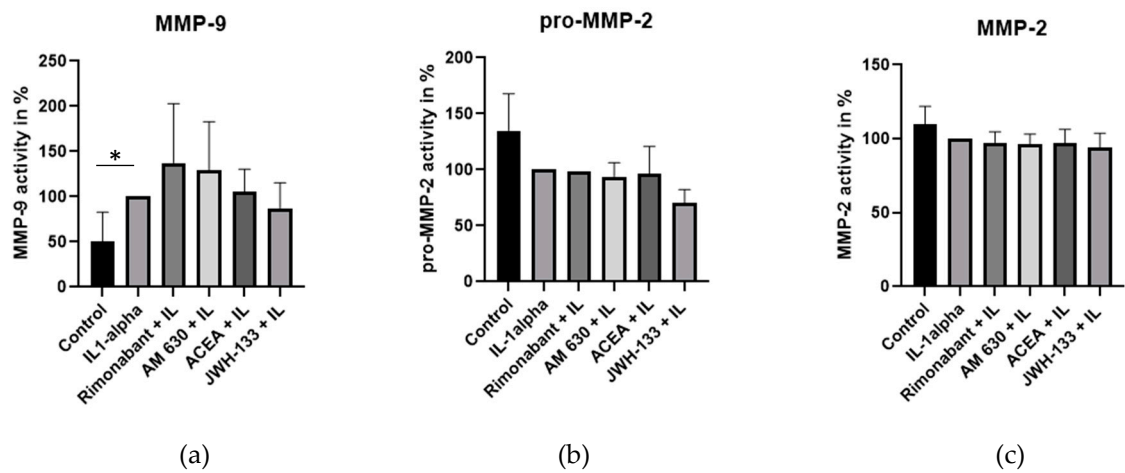 MMP-9
MMP-9 activity in %
250
200
150
100
50
0
*
Control
IL1-alpha
Rimonabant + IL
AM 630 + IL
ACEA + IL
JWH-133 + IL
(a)
pro-MMP-2
pro-MMP-2 activity in %
200
150
100
50
0
Control
IL-1alpha
Rimonabant + IL
AM 630 + IL
ACEA + IL
JWH-133 + IL
(b)
MMP-2
MMP-2 activity in %
150
100
50
0
Control
IL-1alpha
Rimonabant + IL
AM 630 + IL
ACEA + IL
JWH-133 + IL
(c)